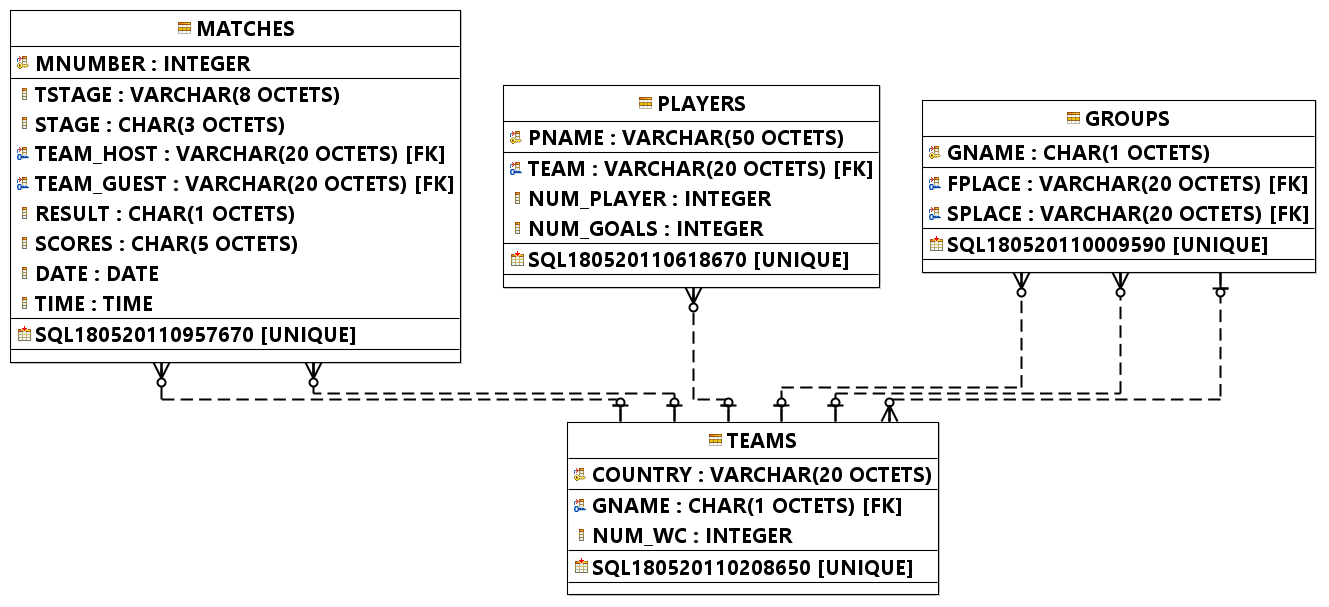 MATCHES
MNUMBER : INTEGER
TSTAGE : VARCHAR(8 OCTETS)
STAGE : CHAR(3 OCTETS)
TEAM_HOST : VARCHAR(20 OCTETS) [FK]
TEAM_GUEST : VARCHAR(20 OCTETS) [FK]
RESULT : CHAR(1 OCTETS)
SCORES : CHAR(5 OCTETS)
DATE : DATE
TIME : TIME
SQL180520110957670 [UNIQUE]
PLAYERS
PNAME : VARCHAR(50 OCTETS)
TEAM : VARCHAR(20 OCTETS) [FK]
NUM_PLAYER : INTEGER
NUM_GOALS : INTEGER
SQL180520110618670 [UNIQUE]
GROUPS
GNAME : CHAR(1 OCTETS)
FPLACE : VARCHAR(20 OCTETS) [FK]
SPLACE : VARCHAR(20 OCTETS) [FK]
SQL180520110009590 [UNIQUE]
TEAMS
COUNTRY : VARCHAR(20 OCTETS)
GNAME : CHAR(1 OCTETS) [FK]
NUM_WC : INTEGER
SQL180520110208650 [UNIQUE]